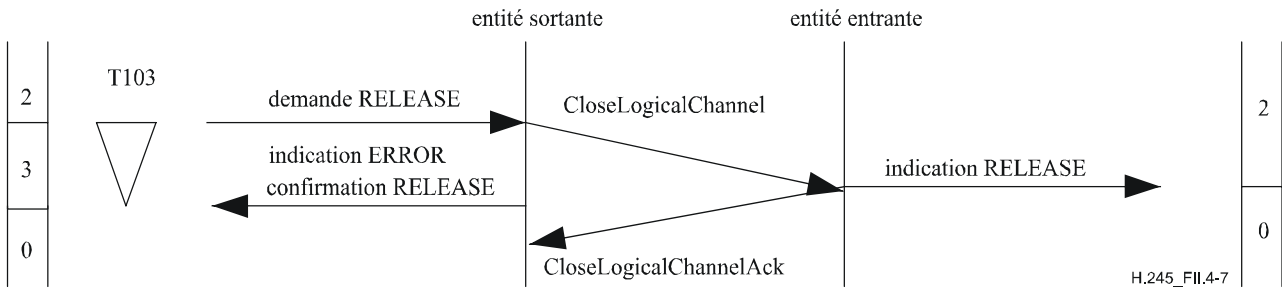 entité sortante
entité entrante
T103
2
demande RELEASE
CloseLogicalChannel
2
indication ERROR
3
confirmation RELEASE
indication RELEASE
0
CloseLogicalChannelAck
0
H.245_FII.4-7